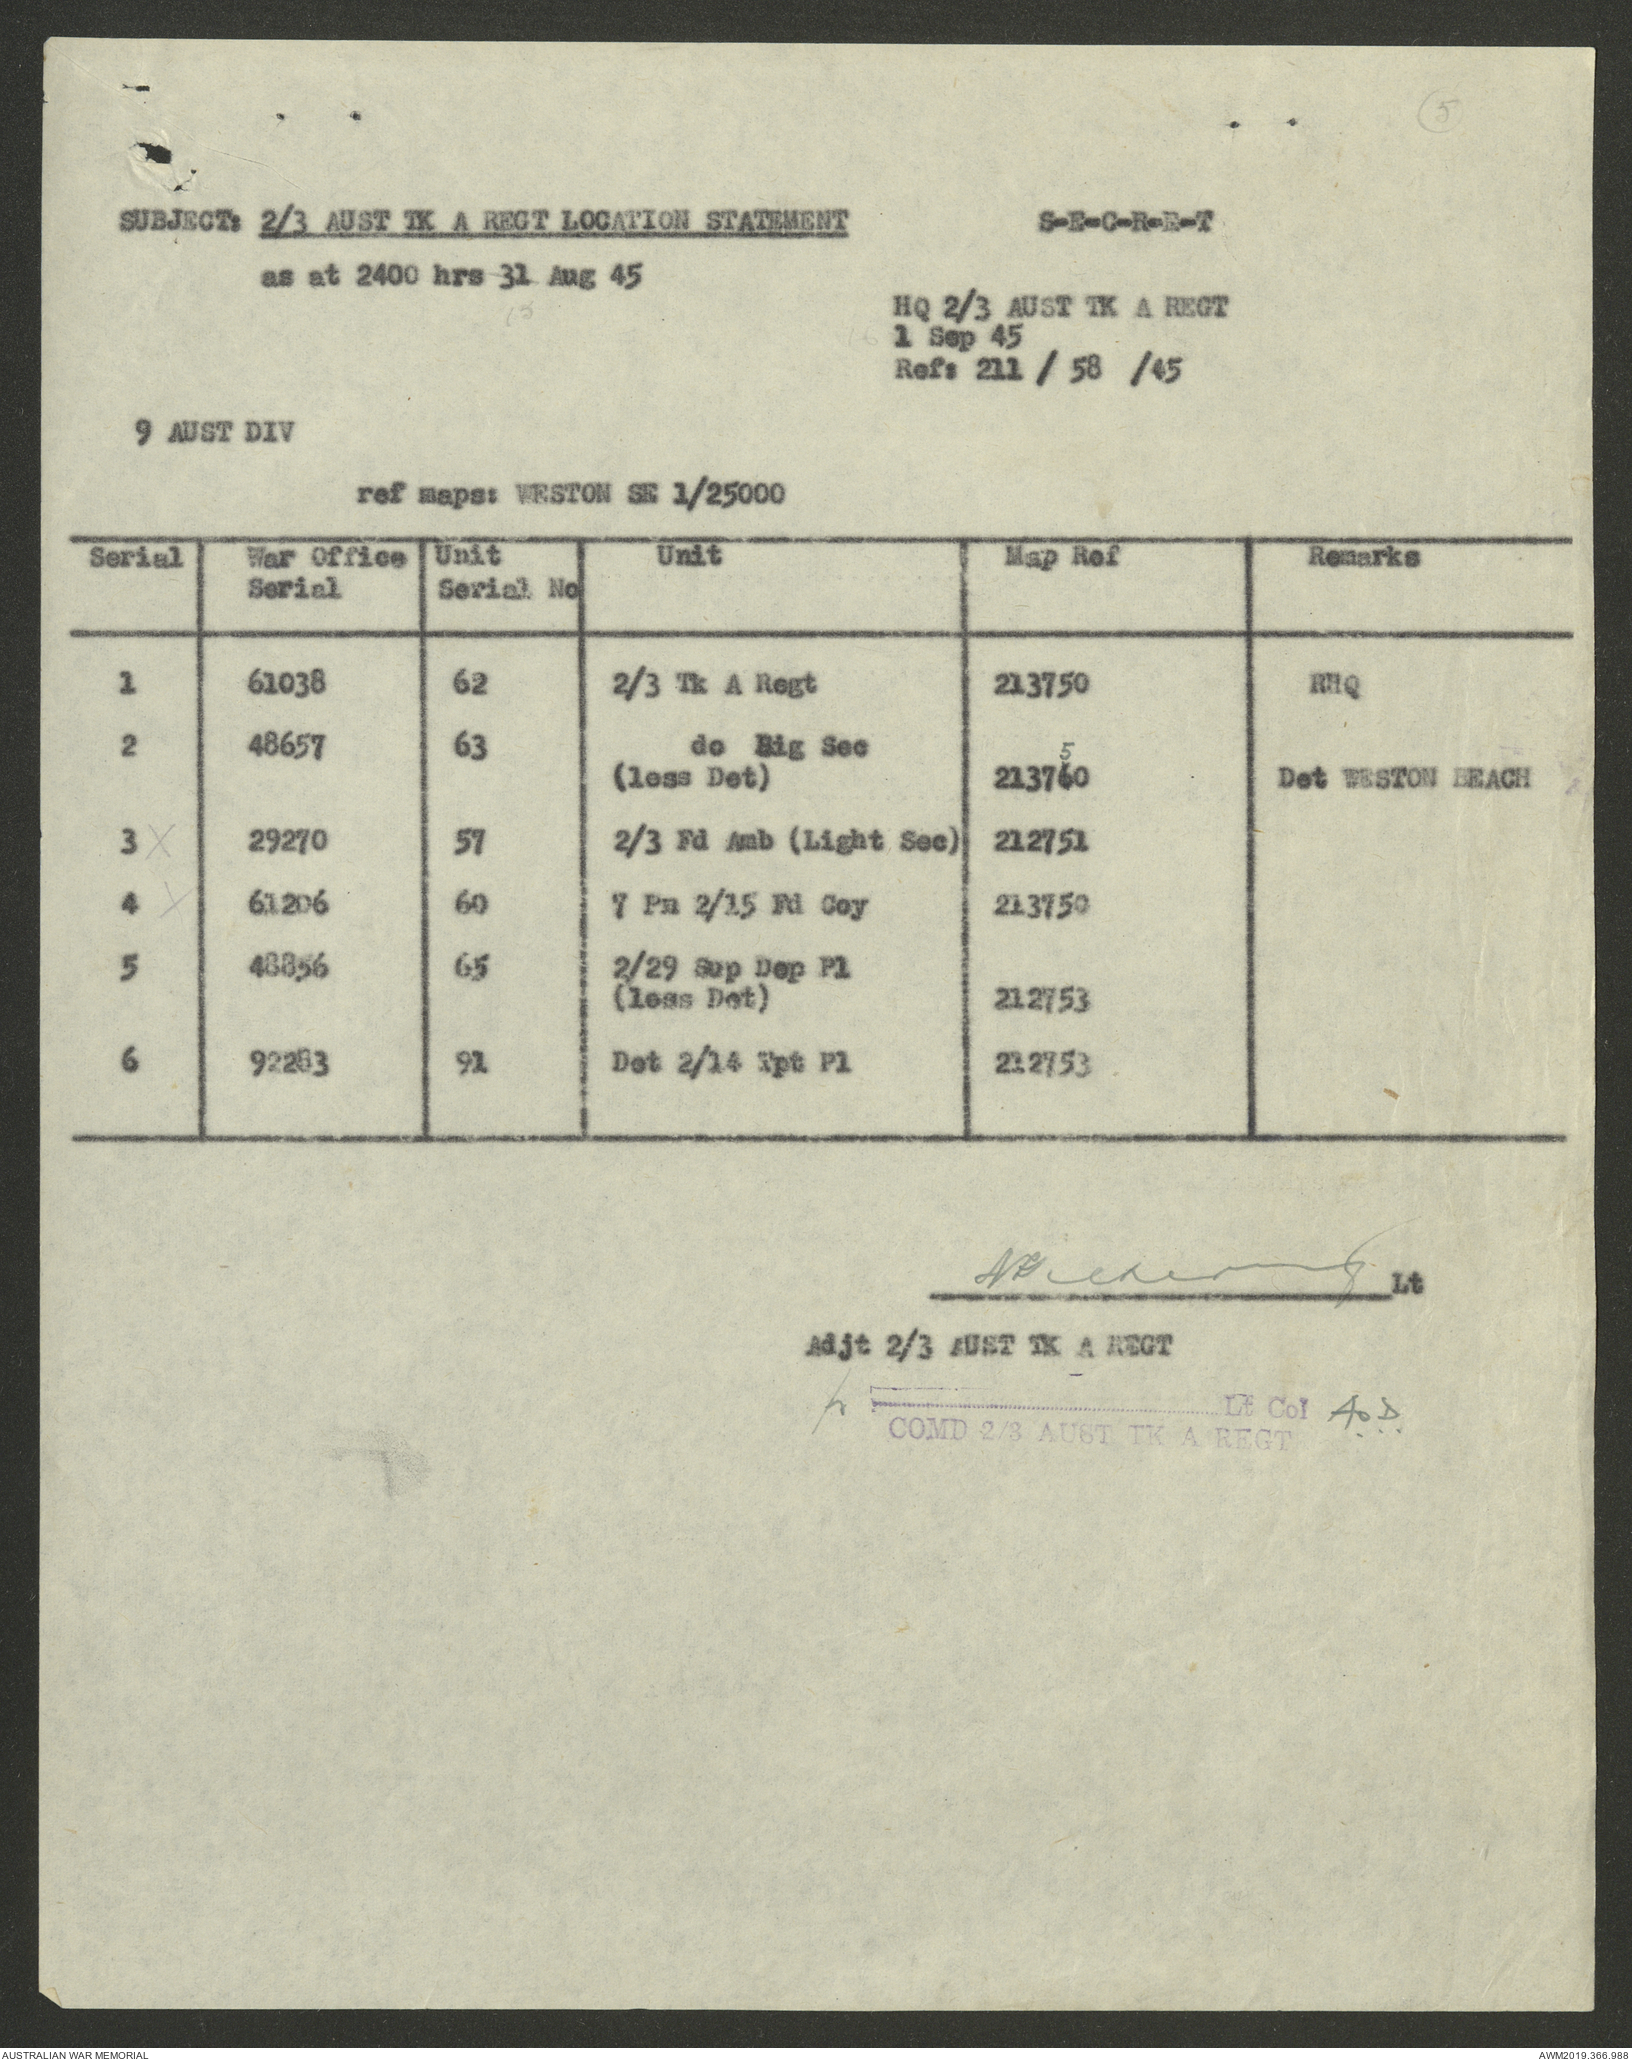 5
SUBJECT: 2/3 AUST TK A REGT LOCATION STATEMENT S-E-C-R-E-T
as at 2400 hrs 31 Aug 45
15
HQ 2/3 AUST TK A REGT
16 1 Sep 45
Ref: 211 / 58 /45
9 AUST DIV
ref maps: WESTON SE 1/25000
Serial War Office Unit Unit Map Ref Remarks
Serial Serial No
1 61038 62 2/3 Tk A Regt 213750 RHQ
2 48657 63 do Sig Sec 5
(less Det) 213760 Det WESTON BEACH
3 X 29270 57 2/3 Fd Amb (Light Sec) 212751
4 61206 60 7 Pn 2/15 Fd Coy 213750
5 48856 65 2/29 Sup Dep Pl
(less Det) 212753
6 92283 91 Det 2/14 Tpt Pl 212753
Lt
Adjt 2/3 AUST TK A REGT
Lt Col A.D
COMD 2/3 AUST TK A REGT
AUSTRALIAN WAR MEMORIAL AWM2019.366.988